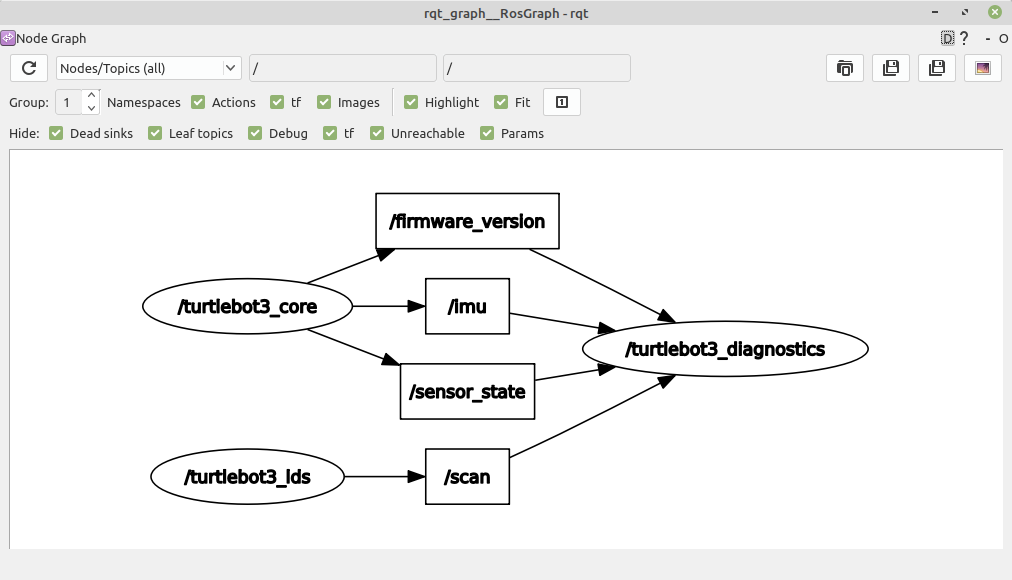 rqt_graph__RosGraph - rqt
Node Graph
D ? - O
Nodes/Topics (all) / /
Group: 1 Namespaces Actions tf Images Highlight Fit 1
Hide: Dead sinks Leaf topics Debug tf Unreachable Params
/firmware_version
/turtlebot3_core
/imu
/turtlebot3_diagnostics
/sensor_state
/turtlebot3_lds
/scan